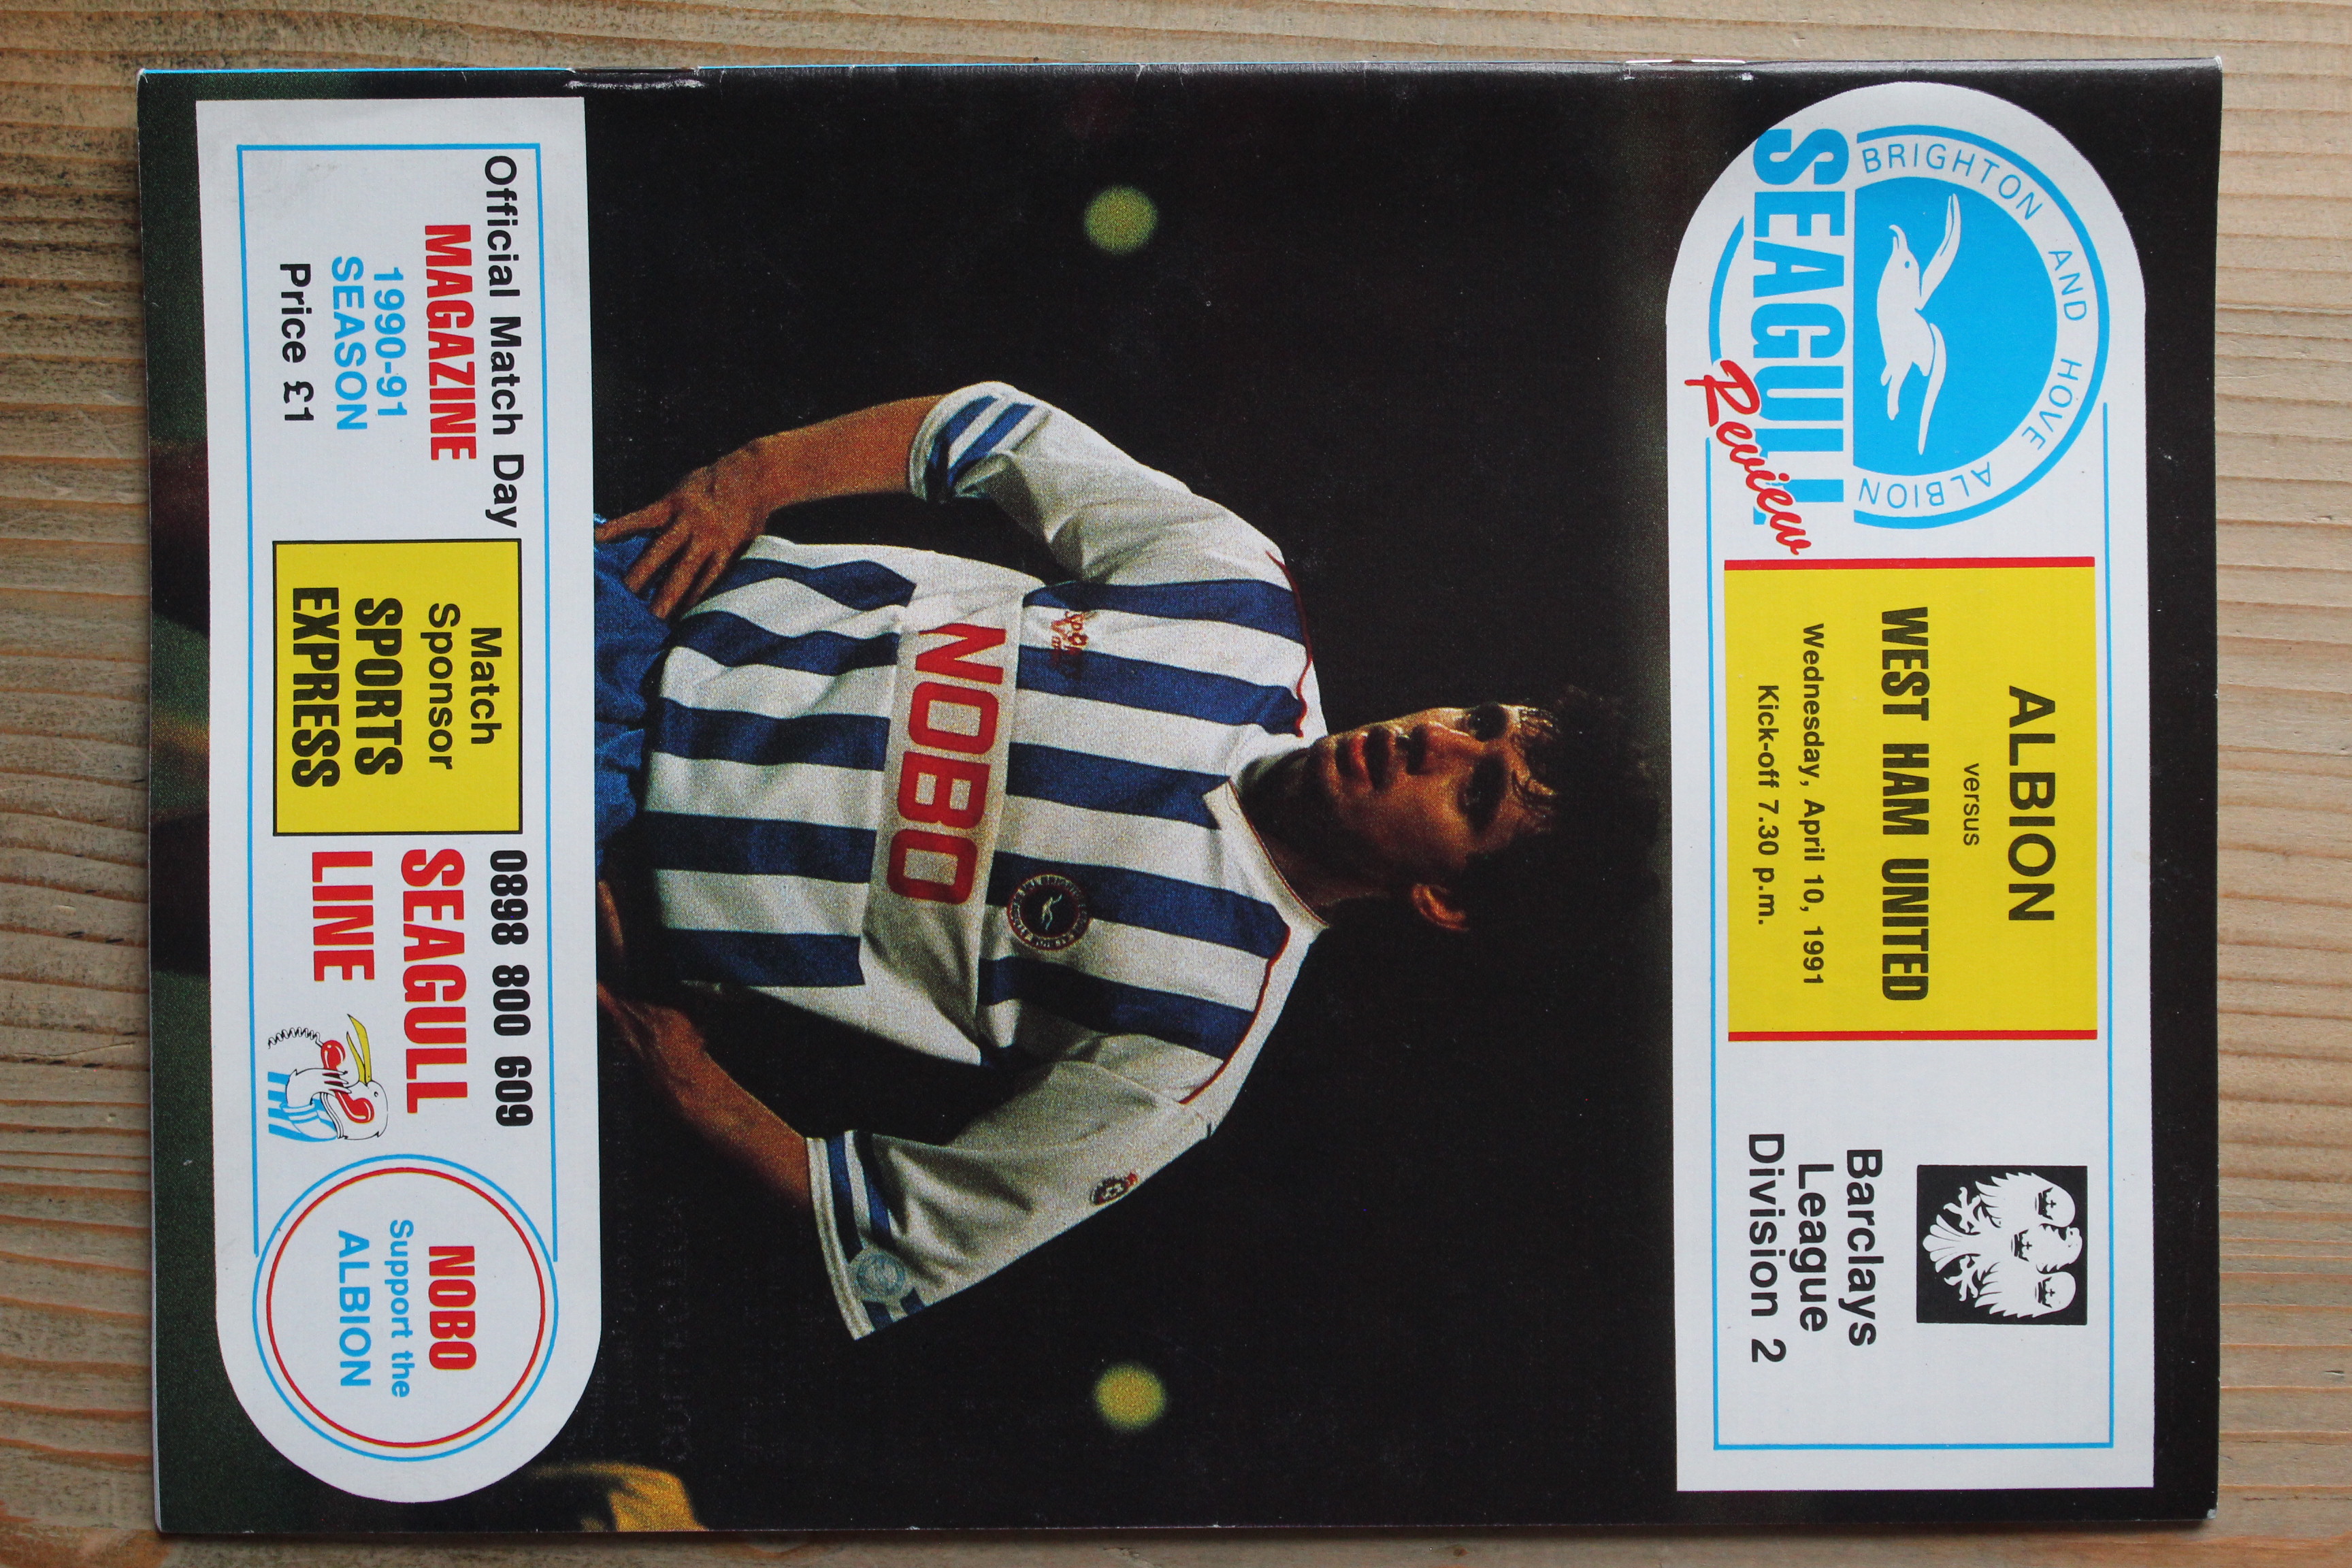 BRIGHTON AND HOVE ALBION
SEAGULL
Review
ALBION
versus
WEST HAM UNITED
Wednesday, April 10, 1991
Kick-off 7.30 p.m.
Barclays
League
Division 2
NOBO
Official Match Day
MAGAZINE
1990-91
SEASON
Price £1
Match
Sponsor
SPORTS
EXPRESS
0898 800 609
SEAGULL
LINE
NOBO
Support the
ALBION